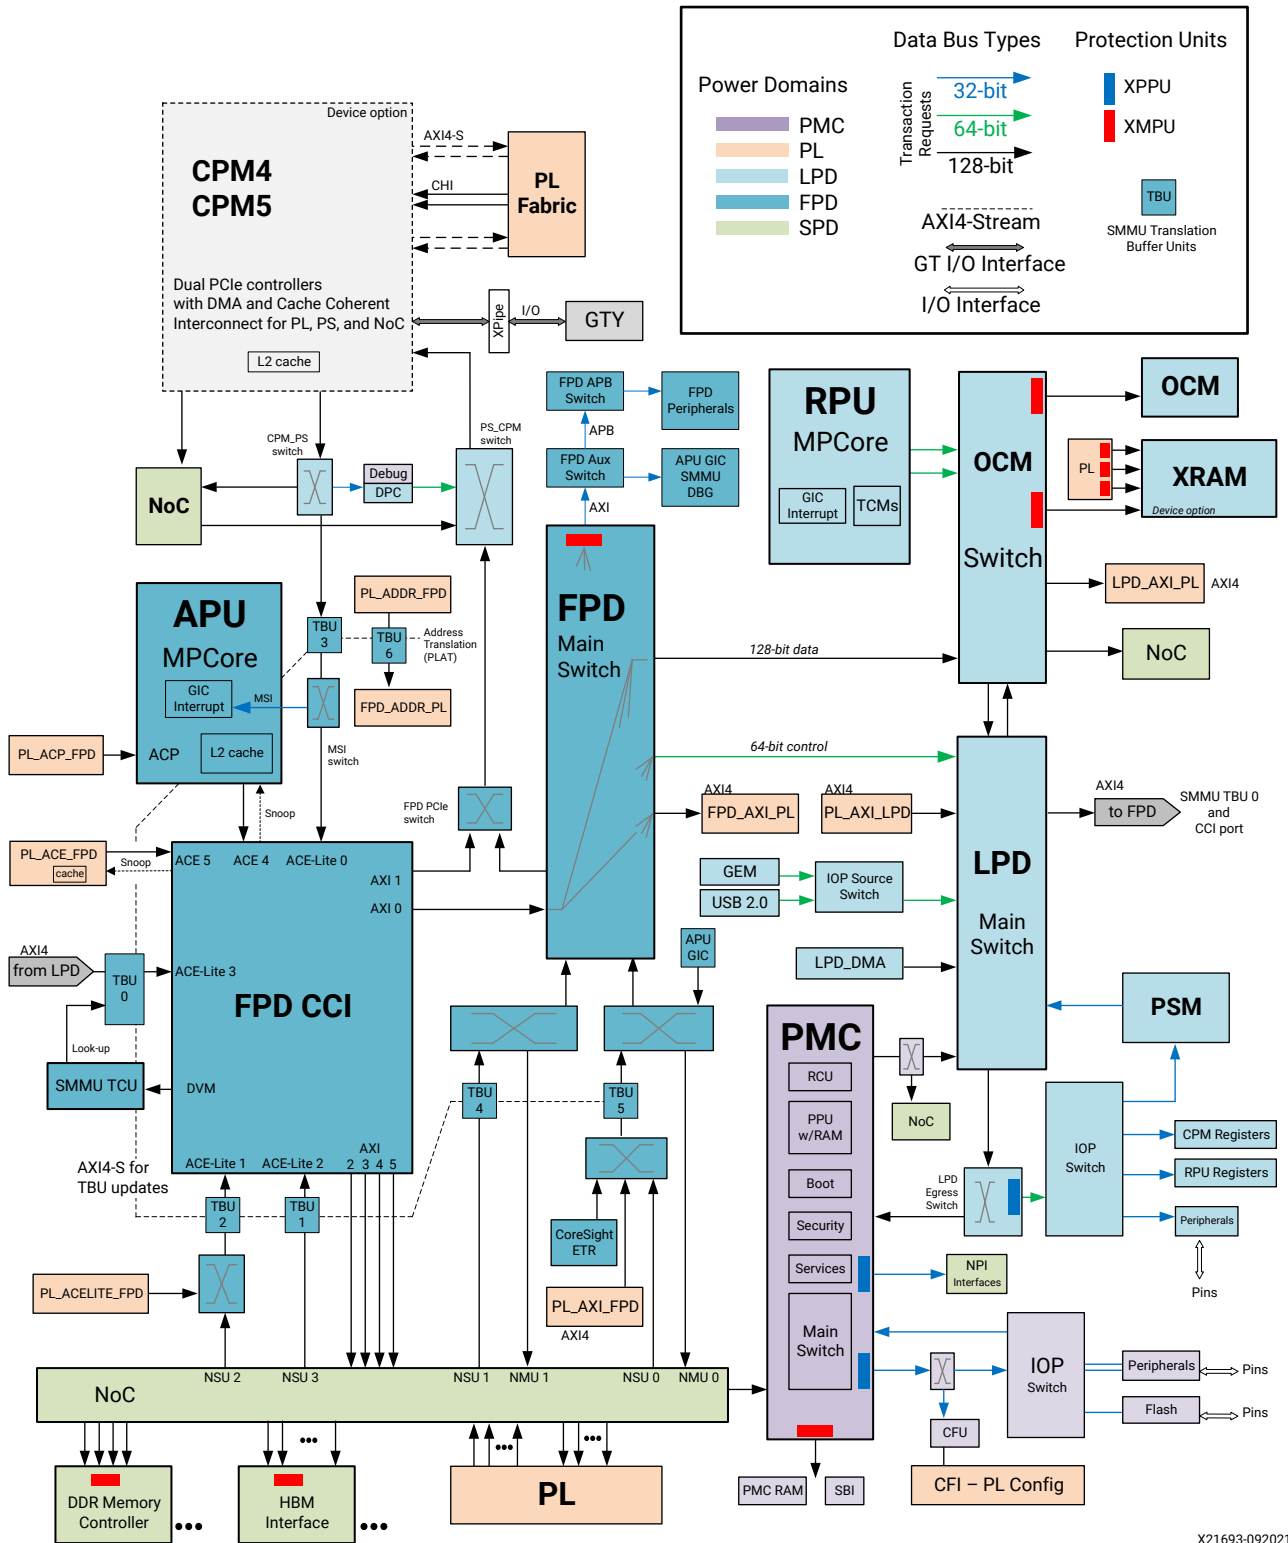 Data Bus Types
Protection Units
Power Domains
Transaction
Requests
32-bit
64-bit
128-bit
XPPU
XMPU
PMC
PL
LPD
FPD
SPD
AXI4-Stream
GT I/O Interface
I/O Interface
TBU
SMMU Translation
Buffer Units
Device option
CPM4
CPM5
Dual PCIe controllers
with DMA and Cache Coherent
Interconnect for PL, PS, and NoC
L2 cache
AXI4-S
CHI
PL
Fabric
XPipe
I/O
GTY
CPM_PS
switch
Debug
DPC
PS_CPM
switch
NoC
FPD APB
Switch
FPD
Peripherals
APB
FPD Aux
Switch
APU GIC
SMMU
DBG
AXI
RPU
MPCore
GIC
Interrupt
TCMs
OCM
Switch
OCM
PL
XRAM
Device option
LPD_AXI_PL
AXI4
NoC
APU
MPCore
GIC
Interrupt
MSI
ACP
L2 cache
PL_ACP_FPD
PL_ADDR_FPD
TBU
3
TBU
6
Address
Translation
(PLAT)
FPD_ADDR_PL
MSI
switch
Snoop
FPD
Main
Switch
128-bit data
64-bit control
FPD PCIe
switch
AXI4
FPD_AXI_PL
AXI4
PL_AXI_LPD
LPD
Main
Switch
AXI4
to FPD
SMMU TBU 0
and
CCI port
GEM
USB 2.0
IOP Source
Switch
LPD_DMA
PL_ACE_FPD
cache
Snoop
ACE 5
ACE 4
ACE-Lite 0
AXI 1
AXI 0
AXI4
from LPD
TBU
0
ACE-Lite 3
FPD CCI
Look-up
SMMU TCU
DVM
AXI
2 3 4 5
ACE-Lite 1
ACE-Lite 2
AXI4-S for
TBU updates
TBU
2
TBU
1
PL_ACELITE_FPD
APU
GIC
TBU
4
TBU
5
CoreSight
ETR
PL_AXI_FPD
AXI4
PMC
RCU
PPU
w/RAM
Boot
Security
Services
Main
Switch
NoC
PSM
IOP
Switch
CPM Registers
RPU Registers
Peripherals
Pins
LPD
Egress
Switch
NPI
Interfaces
IOP
Switch
Peripherals
Pins
Flash
Pins
CFU
CFI – PL Config
PMC RAM
SBI
NoC
NSU 2
NSU 3
NSU 1
NMU 1
NSU 0
NMU 0
DDR Memory
Controller
HBM
Interface
PL
X21693-092021